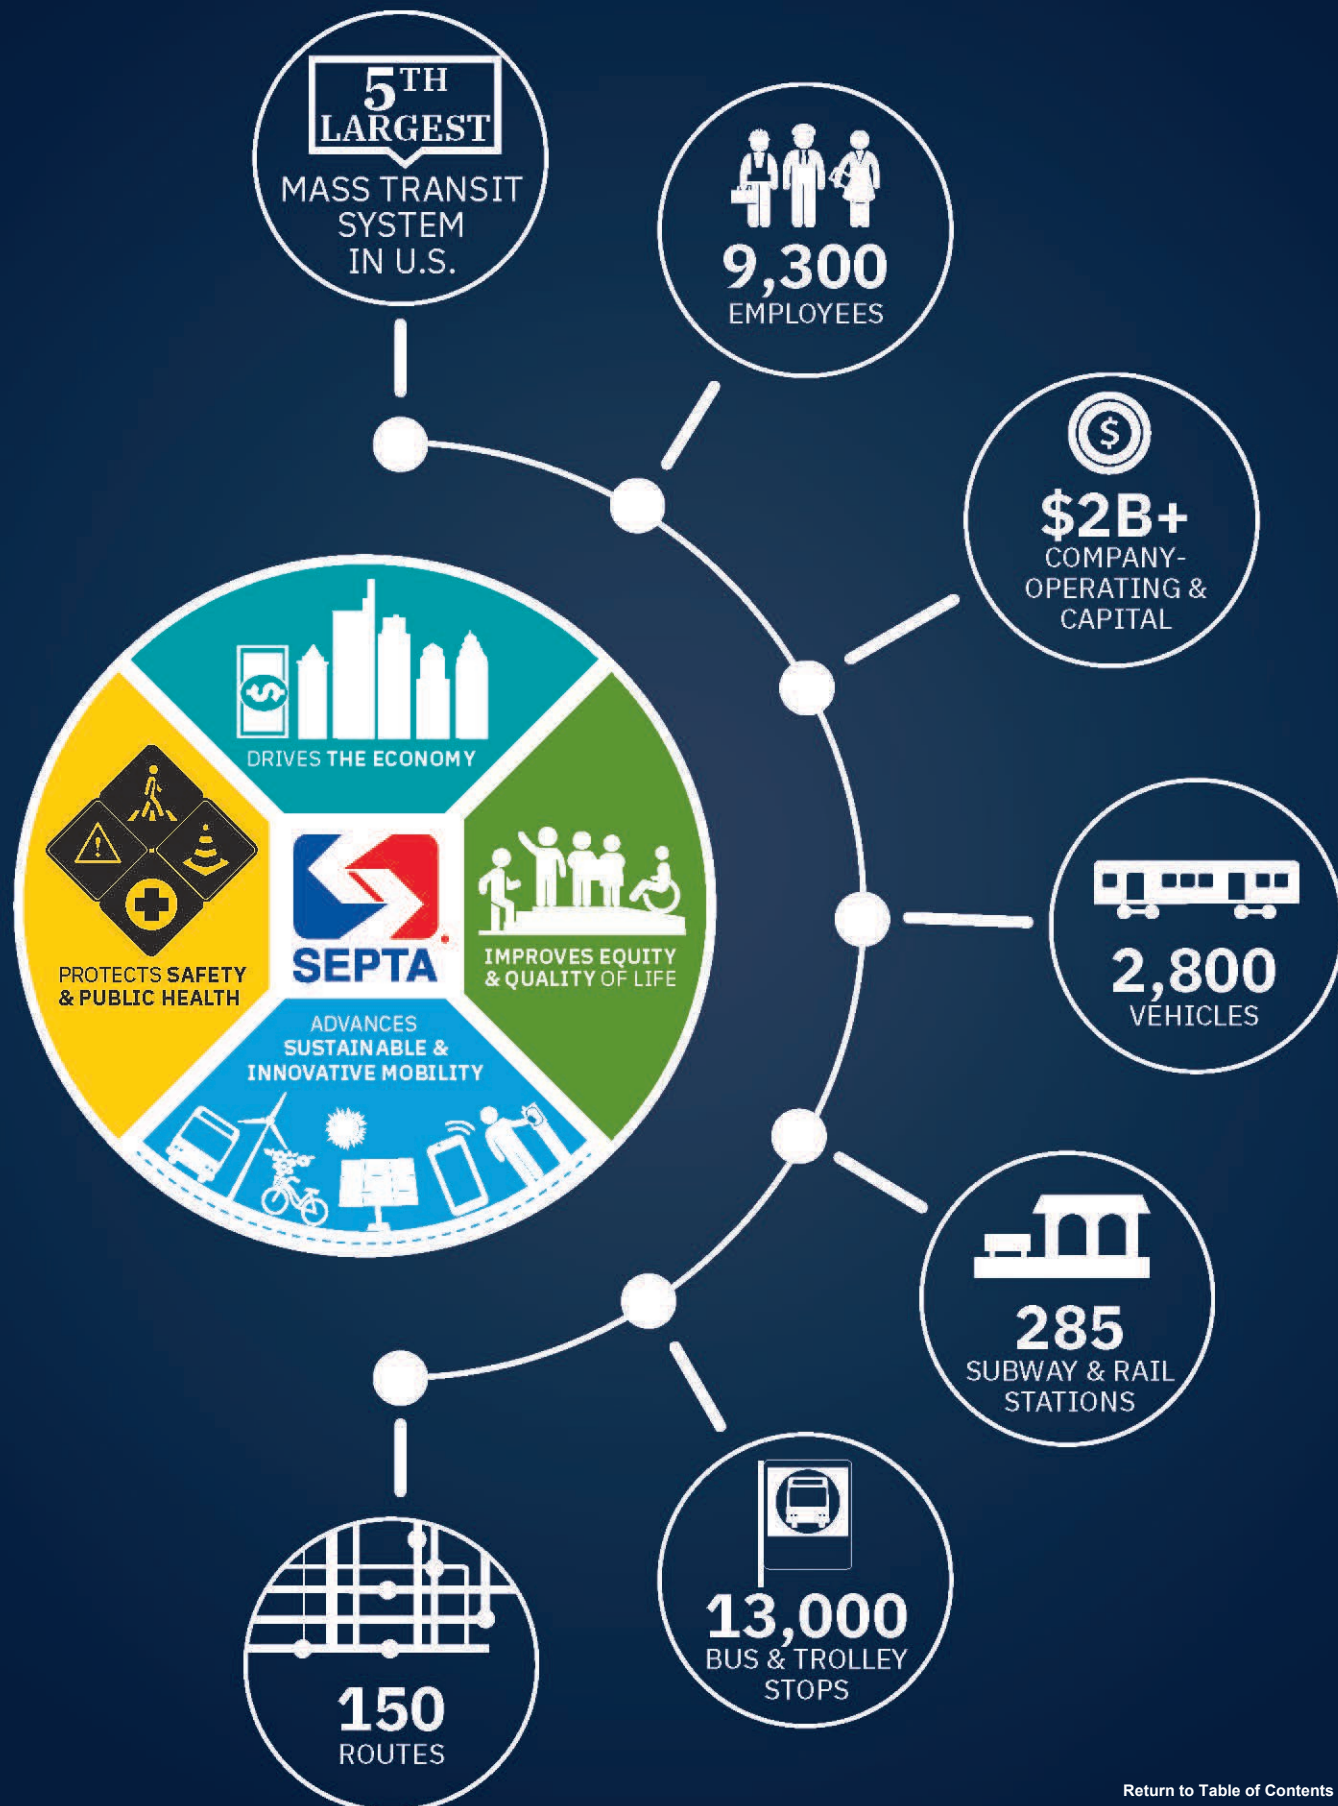 5TH
LARGEST
MASS TRANSIT
SYSTEM
IN U.S.
9,300
EMPLOYEES
$
$2B+
COMPANY-
OPERATING &
CAPITAL
2,800
VEHICLES
285
SUBWAY & RAIL
STATIONS
13,000
BUS & TROLLEY
STOPS
150
ROUTES
$
DRIVES THE ECONOMY
!
PROTECTS SAFETY
& PUBLIC HEALTH
SEPTA
IMPROVES EQUITY
& QUALITY OF LIFE
ADVANCES
SUSTAINABLE &
INNOVATIVE MOBILITY
Return to Table of Contents